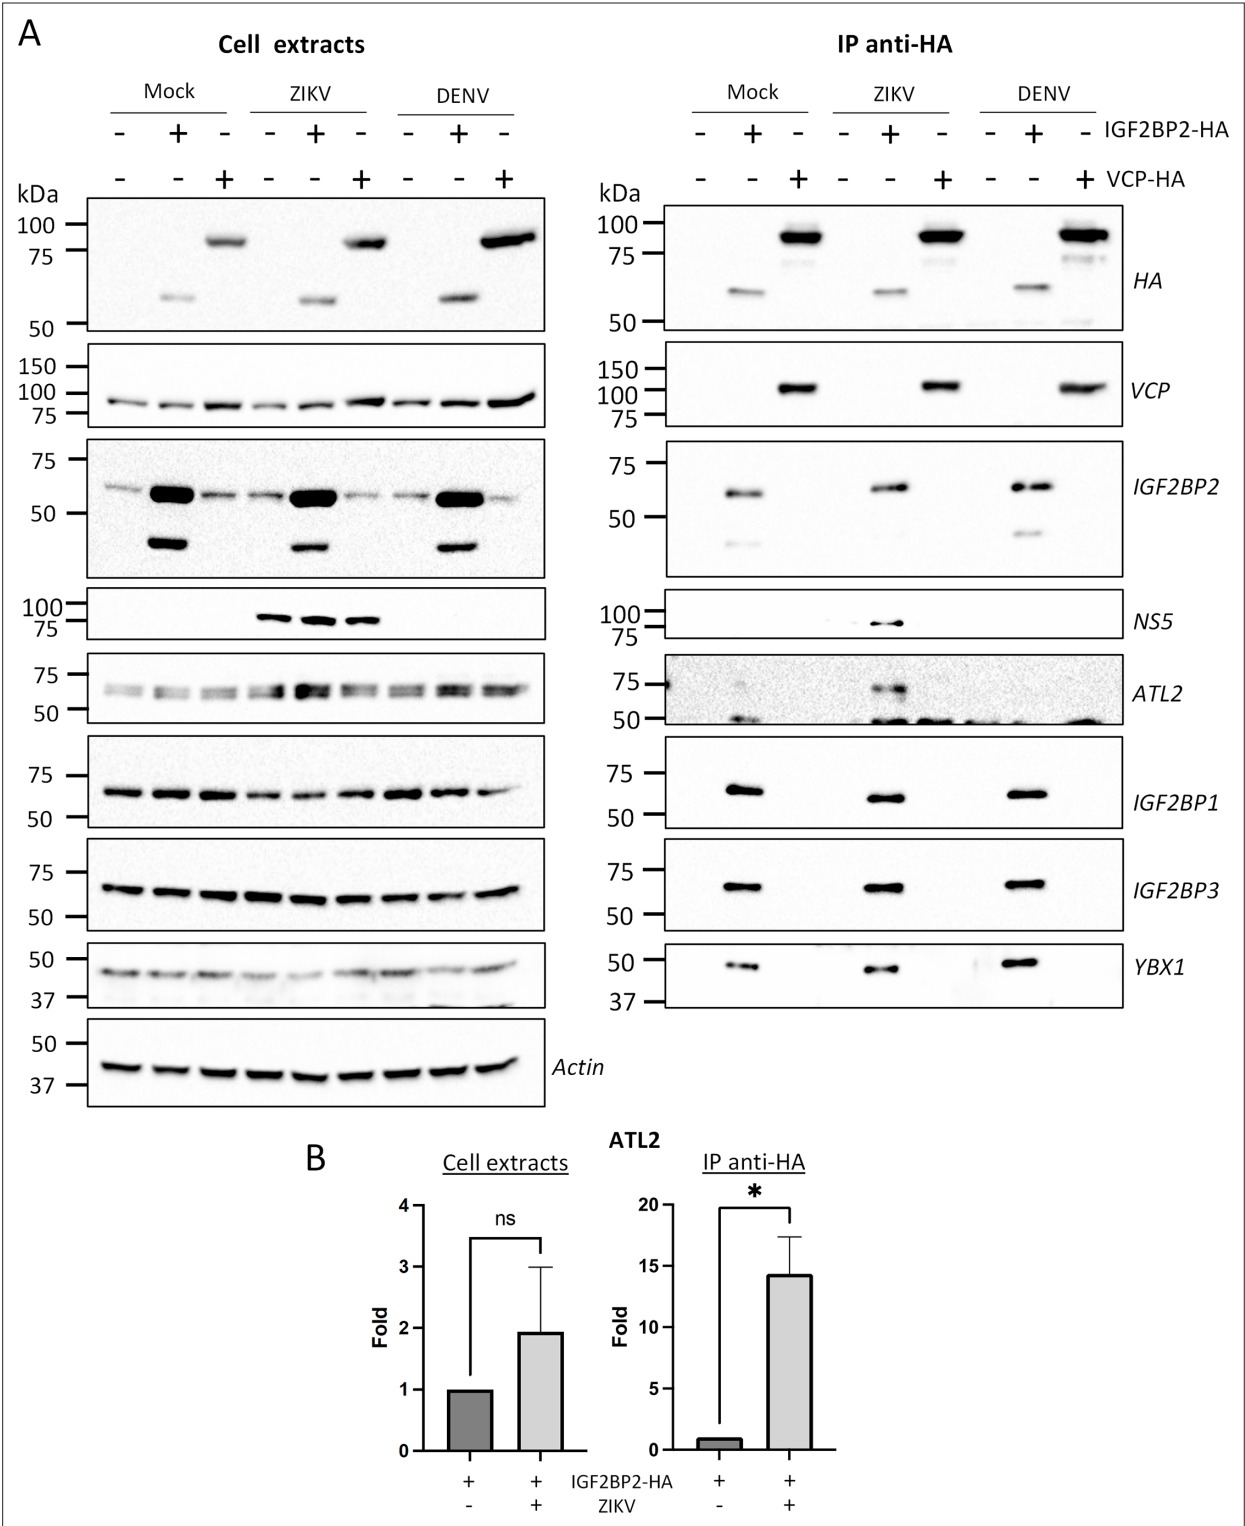 A
Cell extracts
IP anti-HA
Mock ZIKV DENV
Mock ZIKV DENV
- + - - + - - + -
- + - - + - - + - IGF2BP2-HA
- - + - - + - - +
- - + - - + - - + VCP-HA
kDa
kDa
100
75
50
100
75
50
HA
150
100
75
150
100
75
VCP
75
50
75
50
IGF2BP2
100
75
100
75
NS5
75
50
75
50
ATL2
75
50
75
50
IGF2BP1
75
50
75
50
IGF2BP3
50
37
50
37
YBX1
50
37
Actin
B
ATL2
Cell extracts
IP anti-HA
4
3
2
1
0
Fold
ns
20
15
10
5
0
Fold
*
+ + IGF2BP2-HA + +
- + ZIKV - +